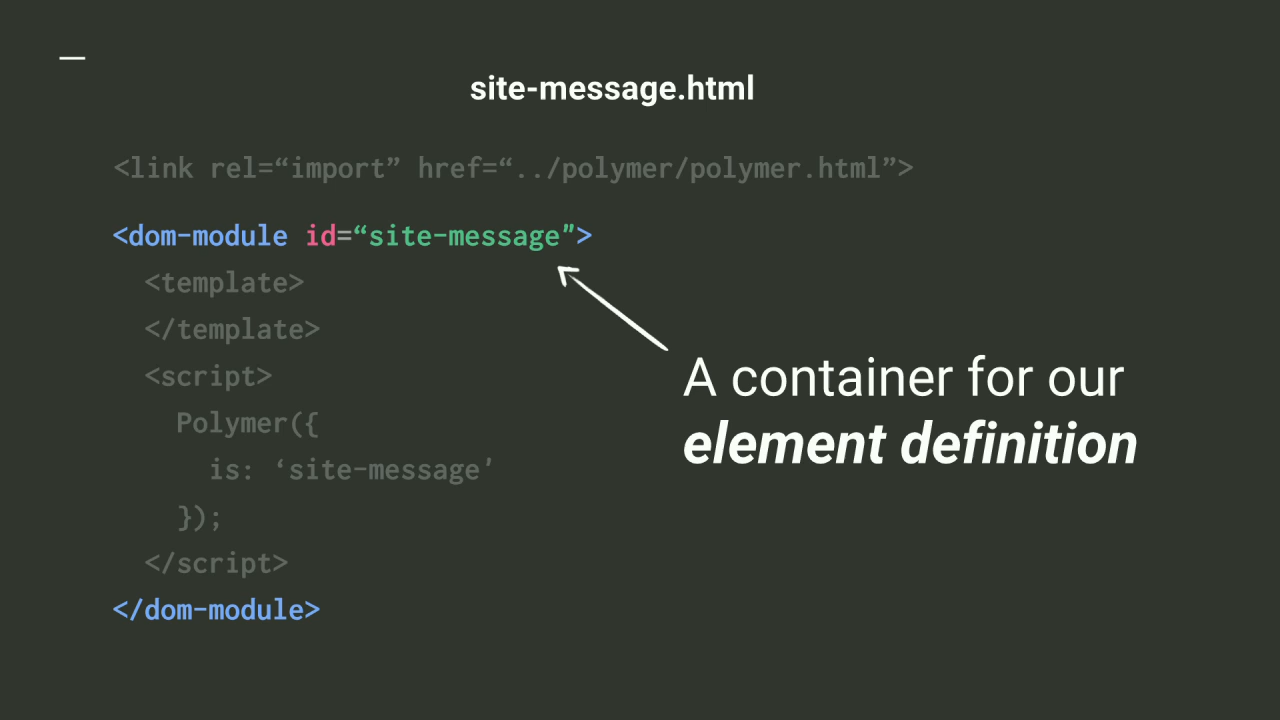 site-message.html
<link rel=“import” href=“../polymer/polymer.html”>
<dom-module id=“site-message”>
<template>
</template>
<script>
Polymer({
is: ‘site-message’
});
</script>
</dom-module>
A container for our
element definition